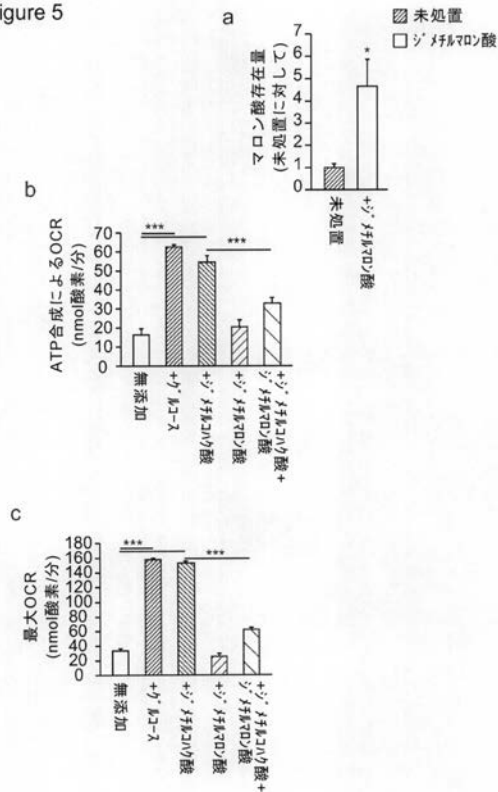 igure 5
a
未処置
ジメチルマロン酸
マロン酸存在量
(未処置に対して)
7
6
5
4
3
2
1
0
*
未処置
+ジメチルマロン酸
b
ATP合成によるOCR
(nmol酸素/分)
70
60
50
40
30
20
10
0
***
***
無添加
+グルコース
+ジメチルコハク酸
+ジメチルマロン酸
+ジメチルコハク酸+
ジメチルマロン酸
c
最大OCR
(nmol酸素/分)
160
140
120
100
80
60
40
20
0
***
***
無添加
+グルコース
+ジメチルコハク酸
+ジメチルマロン酸
+ジメチルコハク酸+
ジメチルマロン酸